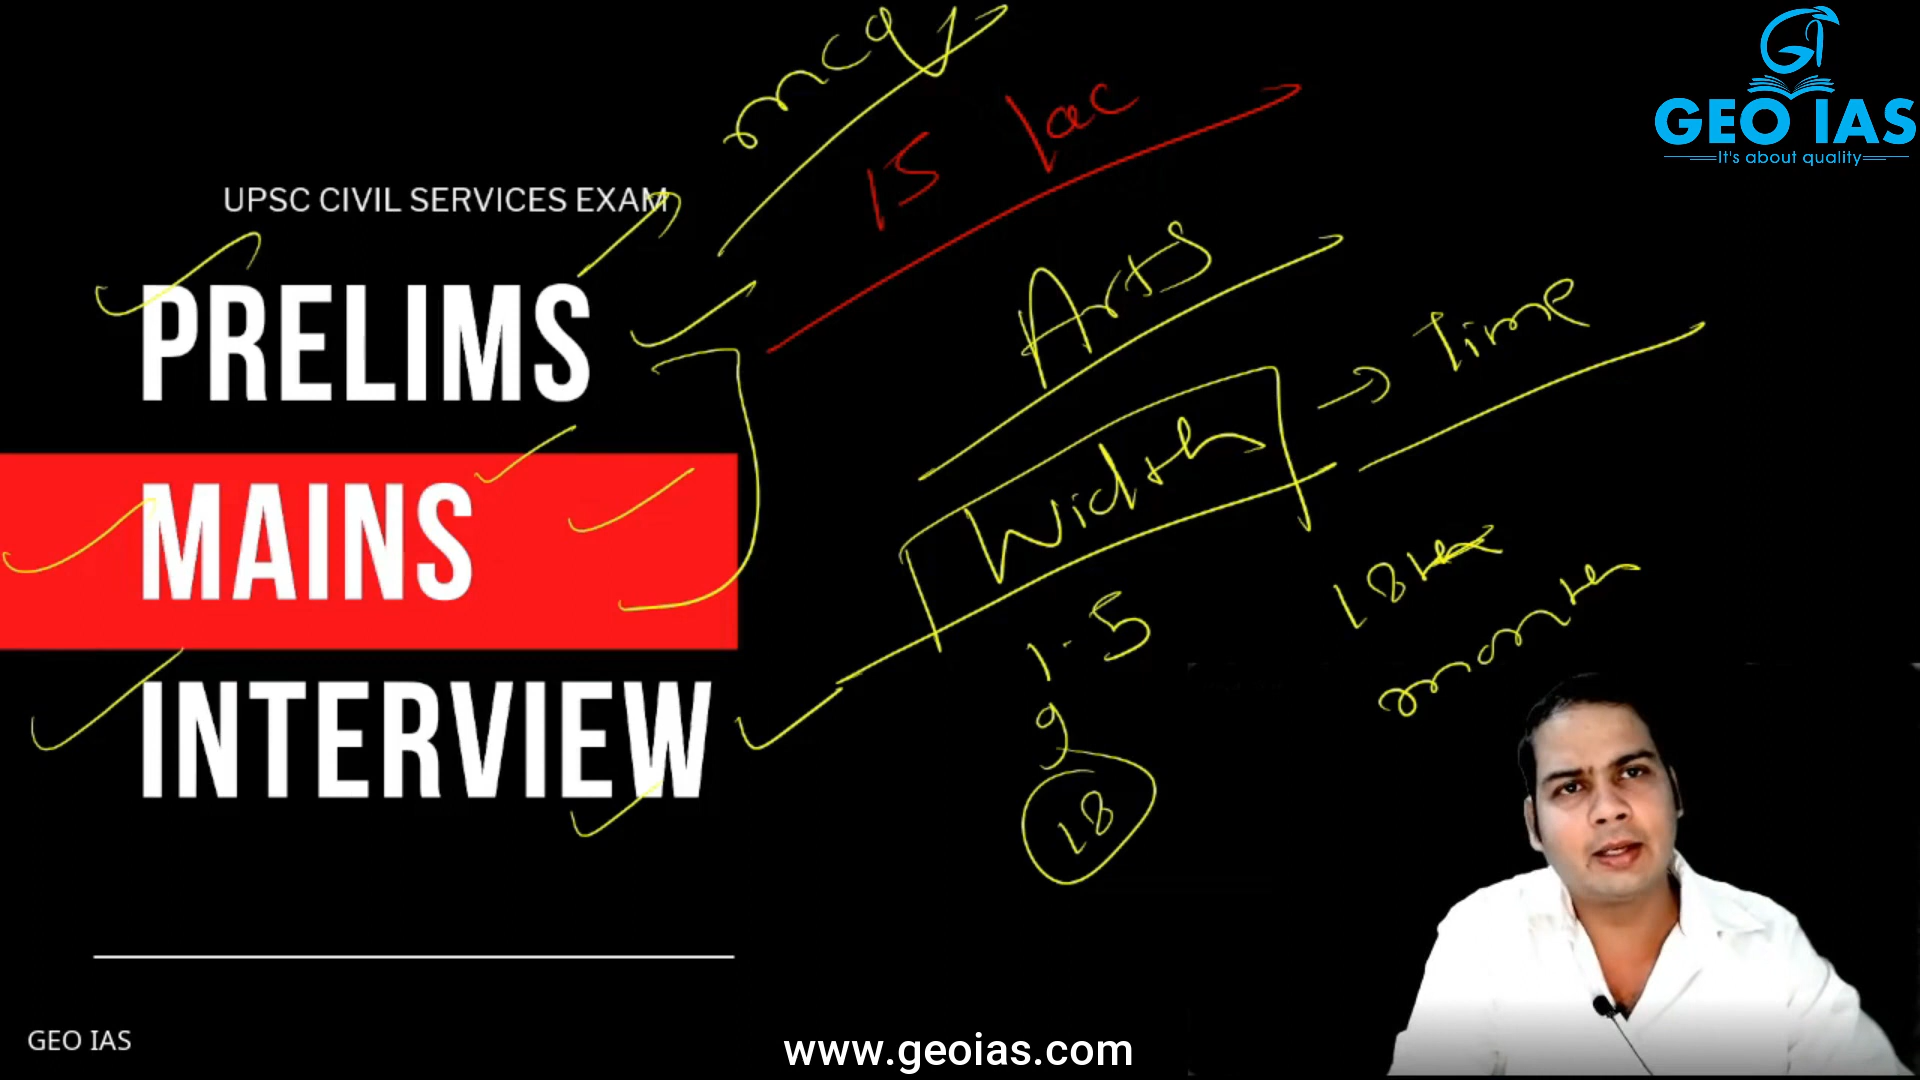 mcq
15 lac
GEO IAS
It's about quality
UPSC CIVIL SERVICES EXAM
PRELIMS
MAINS
INTERVIEW
Arts
Width
Time
1.5
9
18
18
month
GEO IAS
www.geoias.com